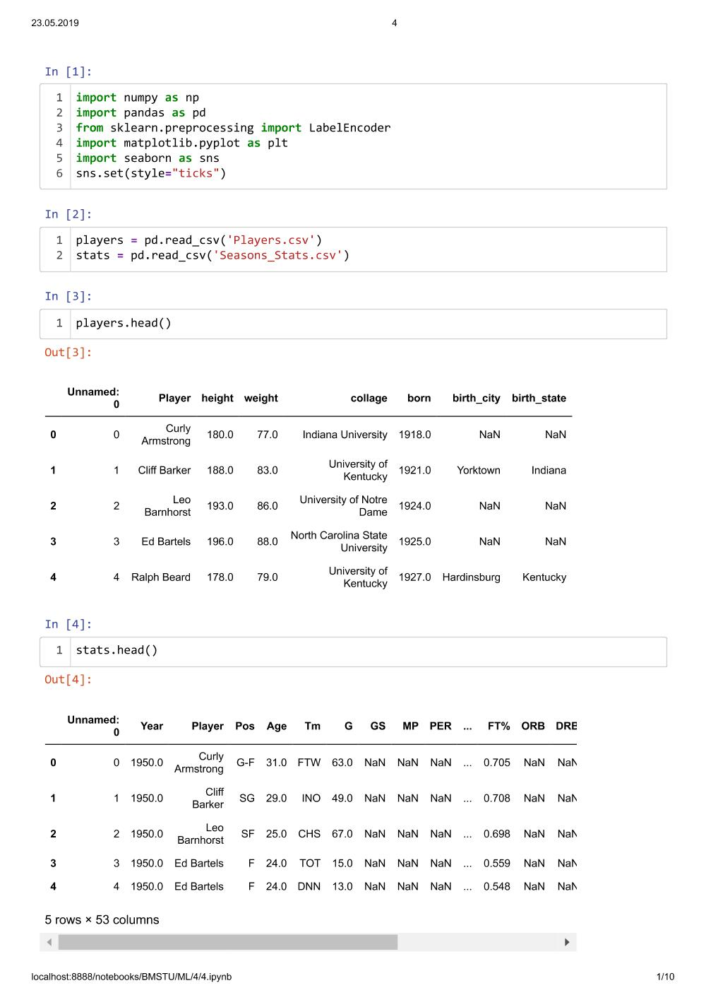 23.05.2019 4
In [1]:
1 import numpy as np
2 import pandas as pd
3 from sklearn.preprocessing import LabelEncoder
4 import matplotlib.pyplot as plt
5 import seaborn as sns
6 sns.set(style="ticks")
In [2]:
1 players = pd.read_csv('Players.csv')
2 stats = pd.read_csv('Seasons_Stats.csv')
In [3]:
1 players.head()
Out[3]:
Unnamed: 0 Player height weight collage born birth_city birth_state
0 0 Curly Armstrong 180.0 77.0 Indiana University 1918.0 NaN NaN
1 1 Cliff Barker 188.0 83.0 University of Kentucky 1921.0 Yorktown Indiana
2 2 Leo Barnhorst 193.0 86.0 University of Notre Dame 1924.0 NaN NaN
3 3 Ed Bartels 196.0 88.0 North Carolina State University 1925.0 NaN NaN
4 4 Ralph Beard 178.0 79.0 University of Kentucky 1927.0 Hardinsburg Kentucky
In [4]:
1 stats.head()
Out[4]:
Unnamed: 0 Year Player Pos Age Tm G GS MP PER ... FT% ORB DRB
0 0 1950.0 Curly Armstrong G-F 31.0 FTW 63.0 NaN NaN NaN ... 0.705 NaN NaN
1 1 1950.0 Cliff Barker SG 29.0 INO 49.0 NaN NaN NaN ... 0.708 NaN NaN
2 2 1950.0 Leo Barnhorst SF 25.0 CHS 67.0 NaN NaN NaN ... 0.698 NaN NaN
3 3 1950.0 Ed Bartels F 24.0 TOT 15.0 NaN NaN NaN ... 0.559 NaN NaN
4 4 1950.0 Ed Bartels F 24.0 DNN 13.0 NaN NaN NaN ... 0.548 NaN NaN
5 rows × 53 columns
localhost:8888/notebooks/BMSTU/ML/4/4.ipynb 1/10